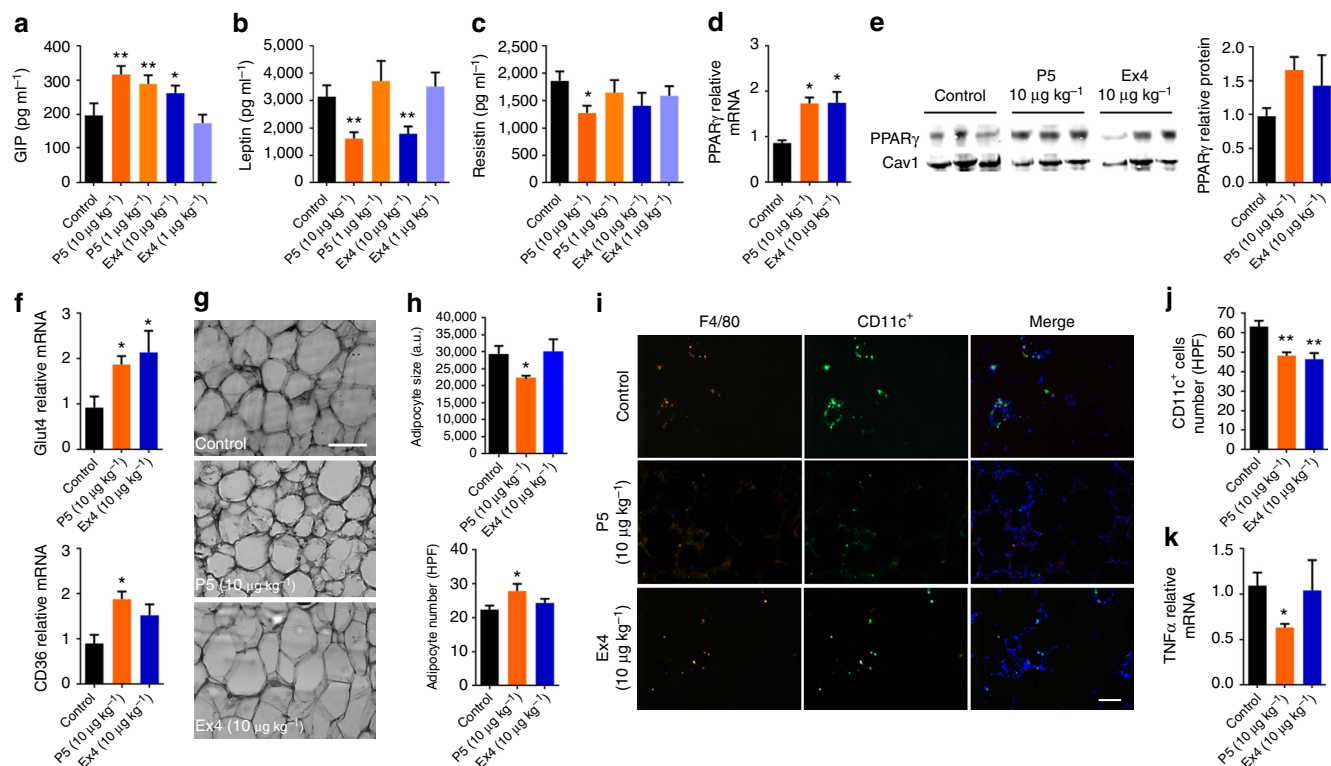 a
GIP (pg ml⁻¹)
400
300
200
100
0
**
**
*
Control
P5 (10 µg kg⁻¹)
P5 (1 µg kg⁻¹)
Ex4 (10 µg kg⁻¹)
Ex4 (1 µg kg⁻¹)
b
Leptin (pg ml⁻¹)
5,000
4,000
3,000
2,000
1,000
0
**
**
Control
P5 (10 µg kg⁻¹)
P5 (1 µg kg⁻¹)
Ex4 (10 µg kg⁻¹)
Ex4 (1 µg kg⁻¹)
c
Resistin (pg ml⁻¹)
2,500
2,000
1,500
1,000
500
0
*
Control
P5 (10 µg kg⁻¹)
P5 (1 µg kg⁻¹)
Ex4 (10 µg kg⁻¹)
Ex4 (1 µg kg⁻¹)
d
PPARγ relative
mRNA
3
2
1
0
*
*
Control
P5 (10 µg kg⁻¹)
Ex4 (10 µg kg⁻¹)
e
Control
P5
10 µg kg⁻¹
Ex4
10 µg kg⁻¹
PPARγ
Cav1
PPARγ relative protein
2.0
1.5
1.0
0.5
0.0
Control
P5 (10 µg kg⁻¹)
Ex4 (10 µg kg⁻¹)
f
Glut4 relative mRNA
3
2
1
0
*
*
Control
P5 (10 µg kg⁻¹)
Ex4 (10 µg kg⁻¹)
CD36 relative mRNA
3
2
1
0
*
Control
P5 (10 µg kg⁻¹)
Ex4 (10 µg kg⁻¹)
g
Control
P5 (10 µg kg⁻¹)
Ex4 (10 µg kg⁻¹)
h
Adipocyte size (a.u.)
40,000
35,000
30,000
25,000
20,000
15,000
10,000
5,000
0
*
Control
P5 (10 µg kg⁻¹)
Ex4 (10 µg kg⁻¹)
Adipocyte number (HPF)
40
30
20
10
0
*
Control
P5 (10 µg kg⁻¹)
Ex4 (10 µg kg⁻¹)
i
F4/80
CD11c⁺
Merge
Control
P5
(10 µg kg⁻¹)
Ex4
(10 µg kg⁻¹)
j
CD11c⁺ cells
number (HPF)
70
60
50
40
30
20
10
0
**
**
Control
P5 (10 µg kg⁻¹)
Ex4 (10 µg kg⁻¹)
k
TNFα relative
mRNA
1.5
1.0
0.5
0.0
*
Control
P5 (10 µg kg⁻¹)
Ex4 (10 µg kg⁻¹)